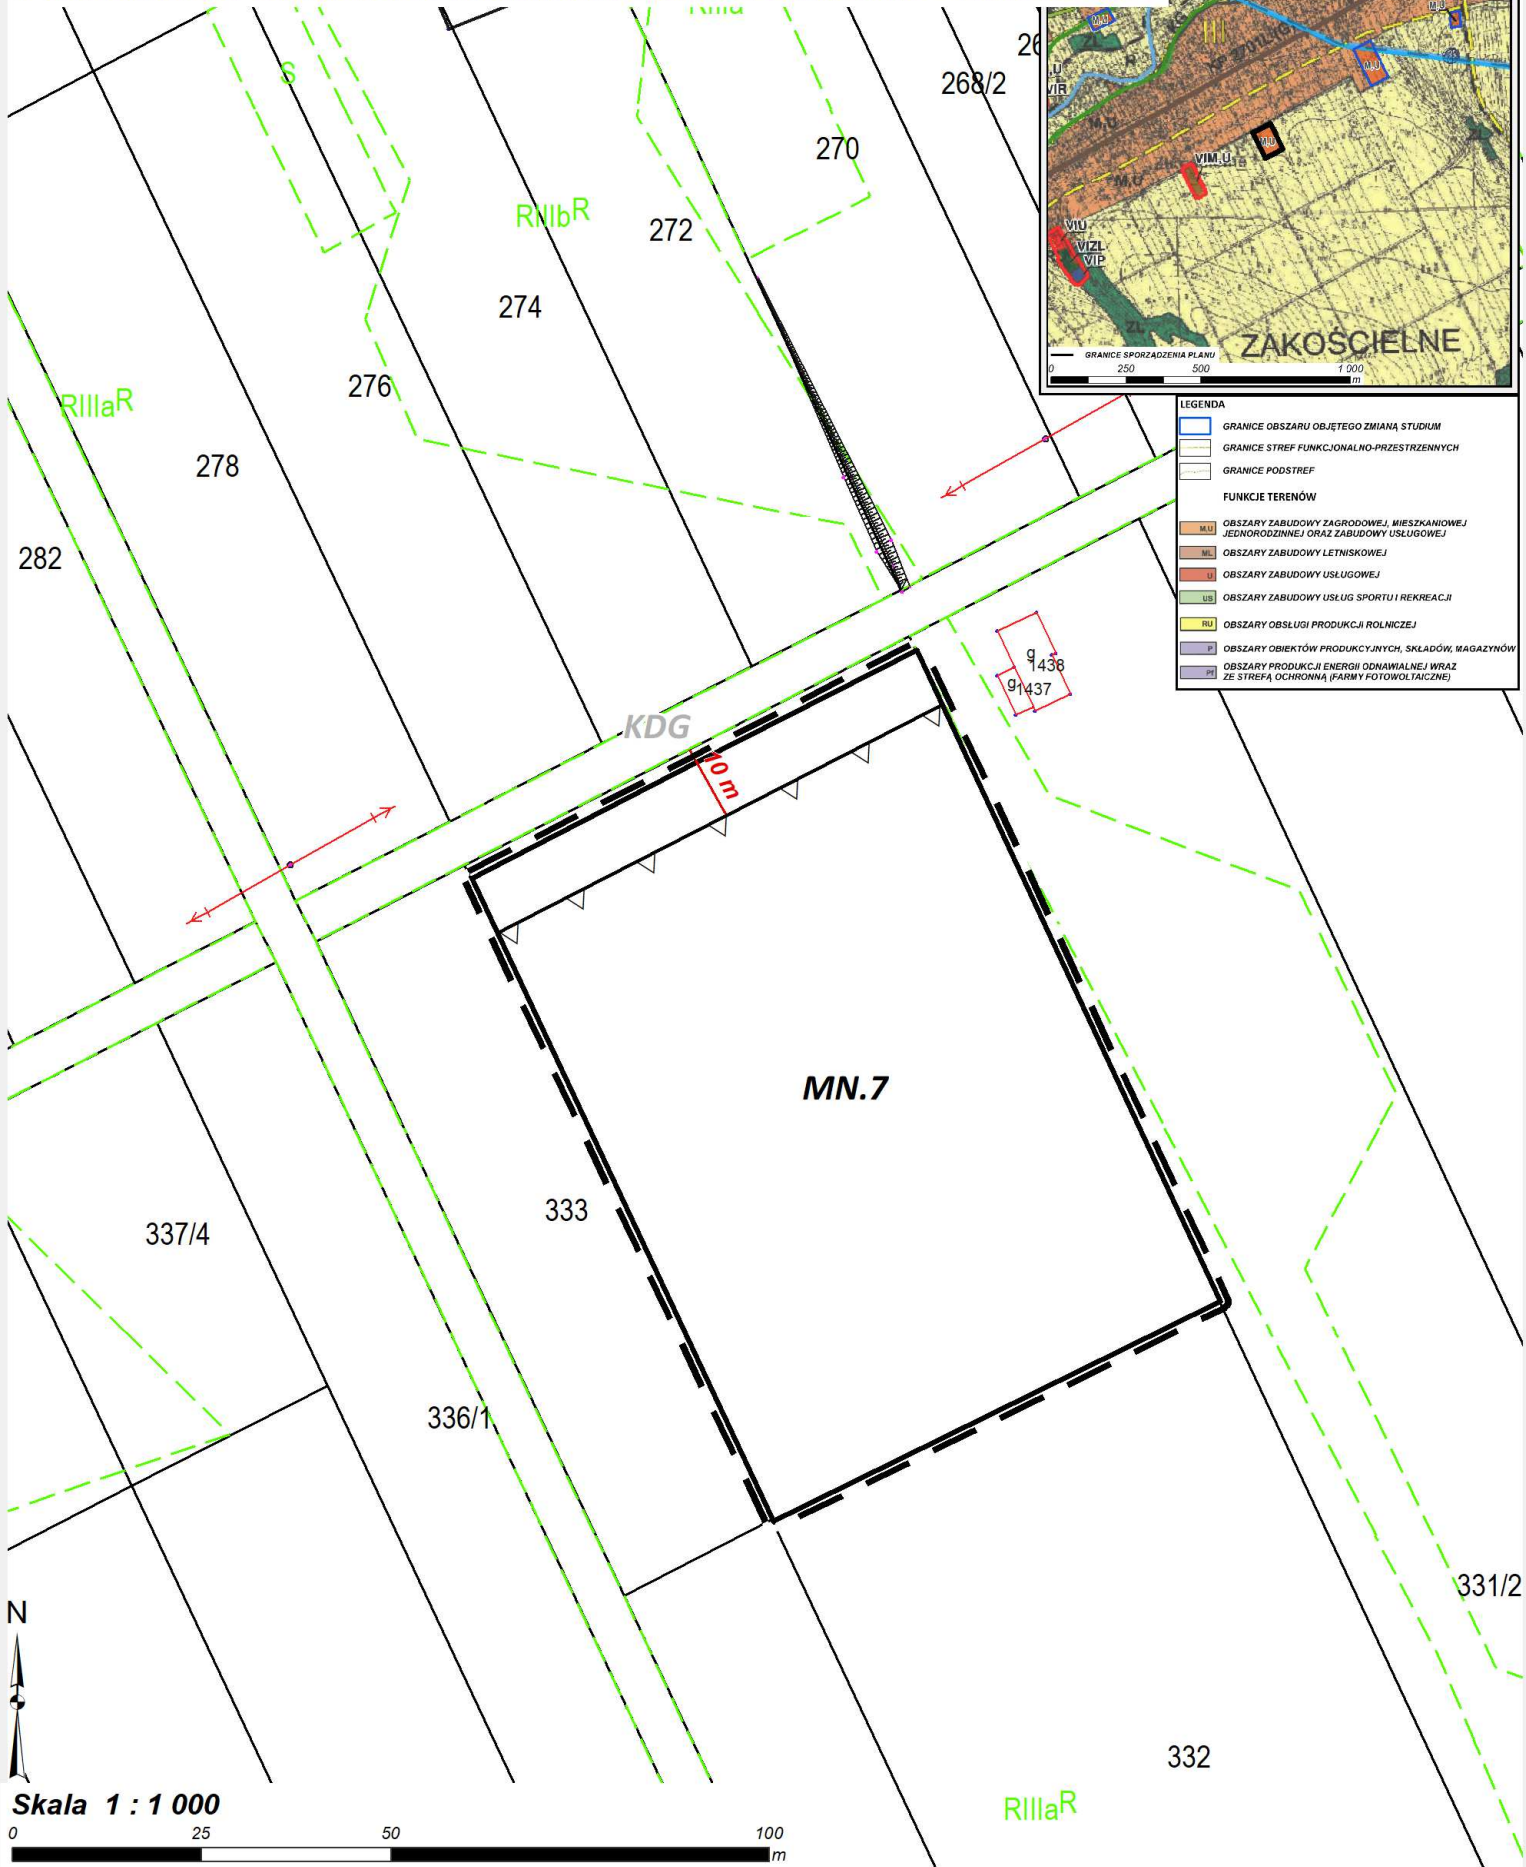 RIIIa
S
268/2
270
RIIIbR
272
274
276
RIIIaR
278
282
KDG
10 m
g
1438
g
1437
MN.7
333
337/4
336/1
331/2
332
RIIIaR
N
Skala 1 : 1 000
0 25 50 100
m
M,U
ZŁ
R
M,U
M,U
M,U
ZŁ
VIM,U
M,U
M,U
VIU
VIZL
VIP
ZŁ
ZAKOŚCIELNE
GRANICE SPORZĄDZENIA PLANU
0 250 500 1 000
m
LEGENDA
GRANICE OBSZARU OBJĘTEGO ZMIANĄ STUDIUM
GRANICE STREF FUNKCJONALNO-PRZESTRZENNYCH
GRANICE PODSTREF
FUNKCJE TERENÓW
M,U OBSZARY ZABUDOWY ZAGRODOWEJ, MIESZKANIOWEJ
JEDNORODZINNEJ ORAZ ZABUDOWY USŁUGOWEJ
ML OBSZARY ZABUDOWY LETNISKOWEJ
U OBSZARY ZABUDOWY USŁUGOWEJ
US OBSZARY ZABUDOWY USŁUG SPORTU I REKREACJI
RU OBSZARY OBSŁUGI PRODUKCJI ROLNICZEJ
P OBSZARY OBIEKTÓW PRODUKCYJNYCH, SKŁADÓW, MAGAZYNÓW
Pf OBSZARY PRODUKCJI ENERGII ODNAWIALNEJ WRAZ
ZE STREFĄ OCHRONNĄ (FARMY FOTOWOLTAICZNE)